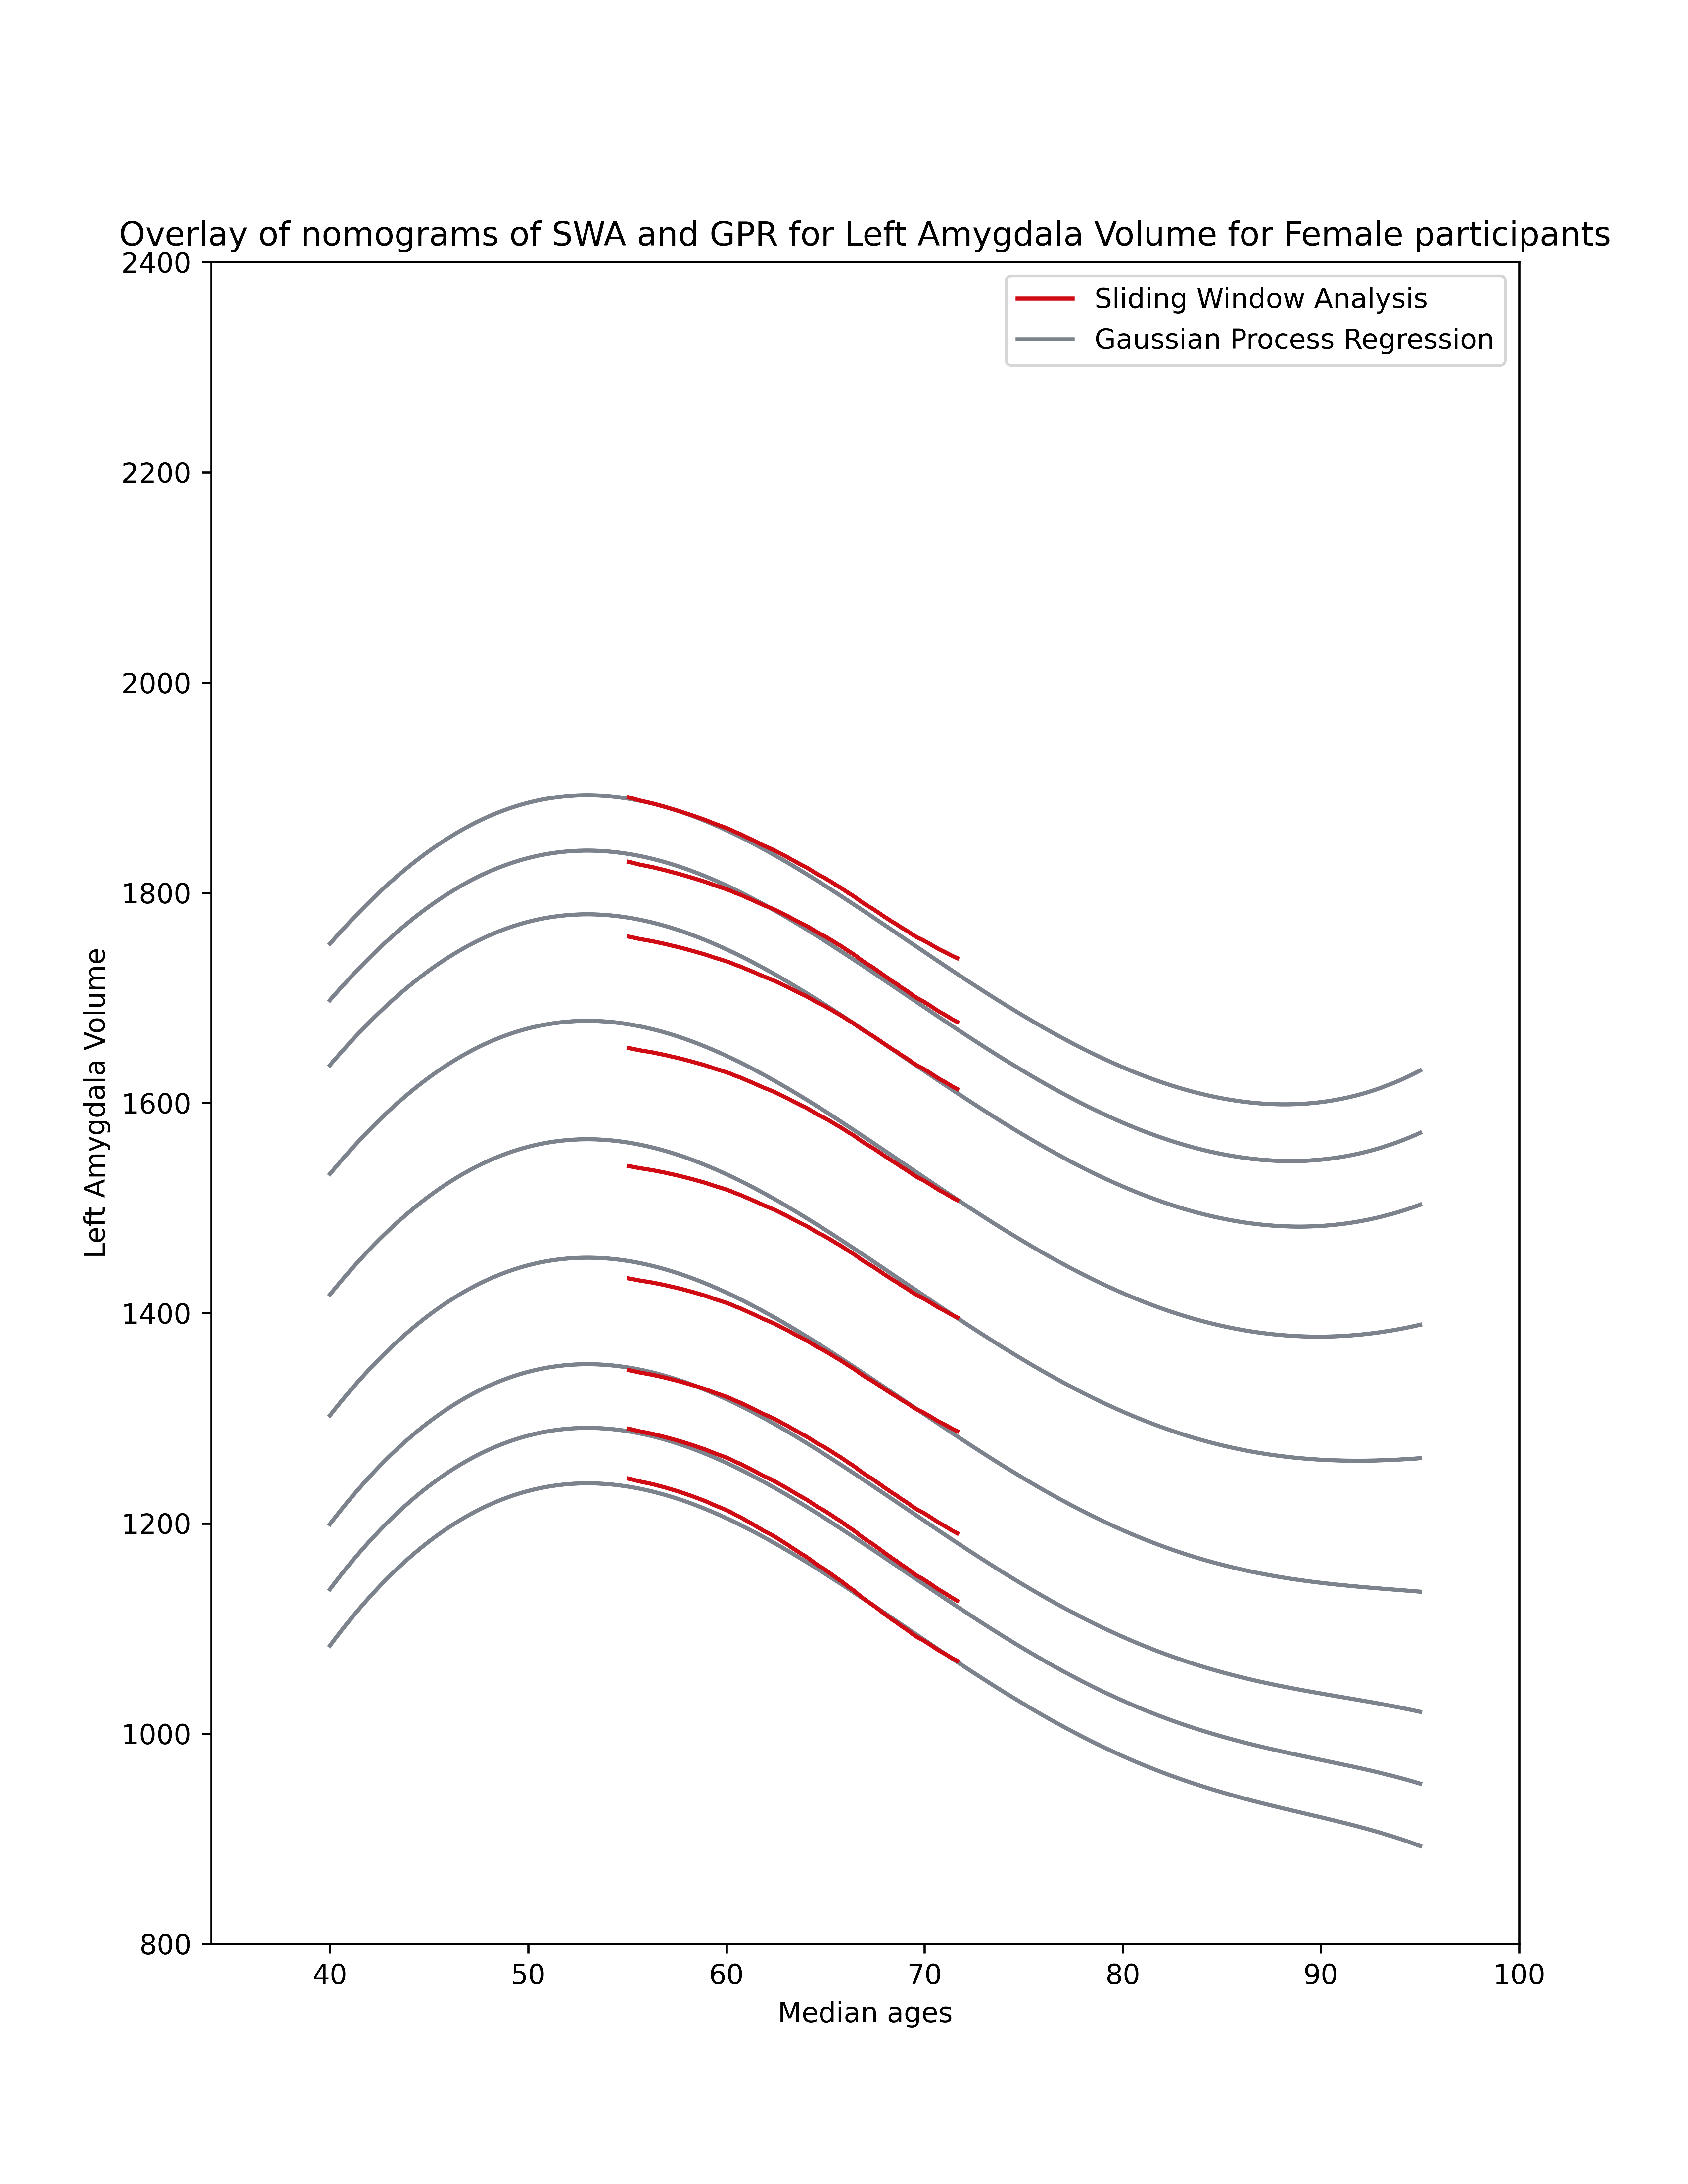 Overlay of nomograms of SWA and GPR for Left Amygdala Volume for Female participants
Sliding Window Analysis
Gaussian Process Regression
Left Amygdala Volume
2400
2200
2000
1800
1600
1400
1200
1000
800
40 50 60 70 80 90 100
Median ages